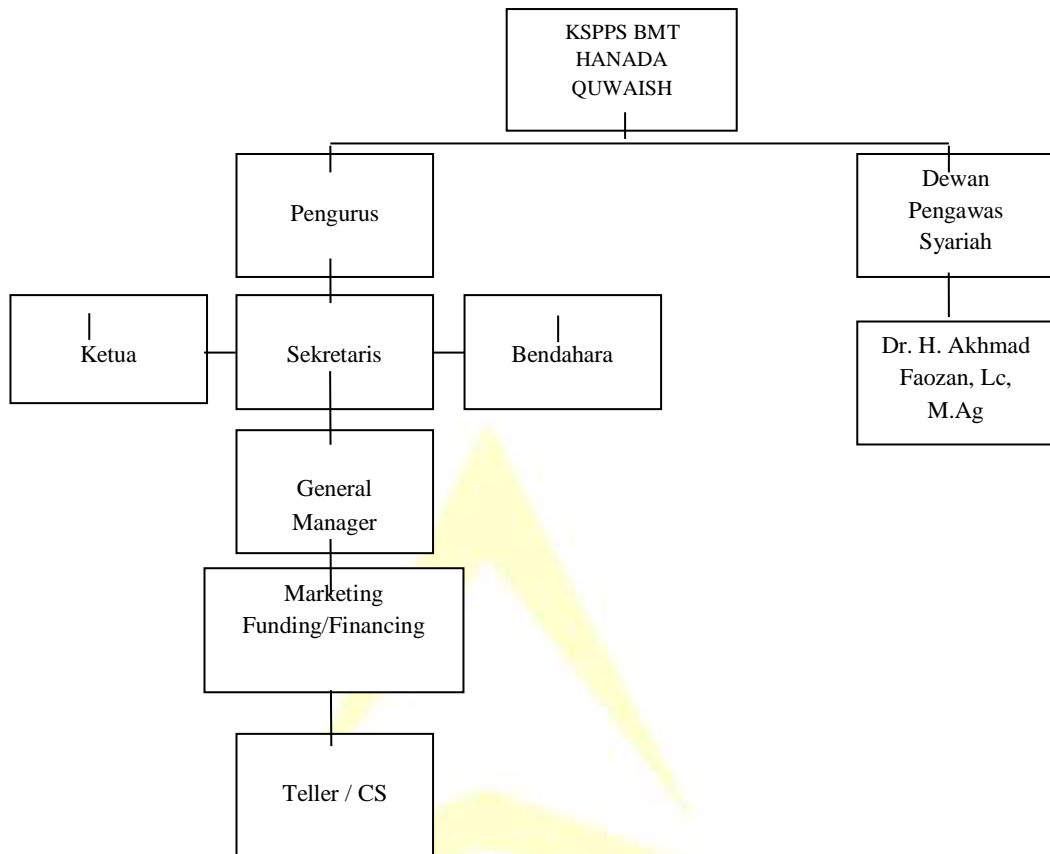 KSPPS BMT
HANADA
QUWAISH
Pengurus
Dewan
Pengawas
Syariah
Ketua
Sekretaris
Bendahara
Dr. H. Akhmad
Faozan, Lc,
M.Ag
General
Manager
Marketing
Funding/Financing
Teller / CS